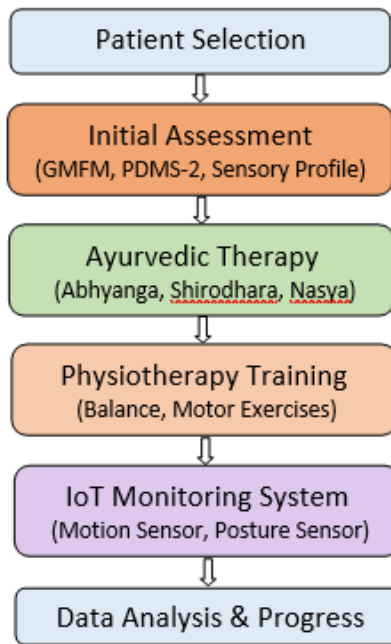 Patient Selection
Initial Assessment
(GMFM, PDMS-2, Sensory Profile)
Ayurvedic Therapy
(Abhyanga, Shirodhara, Nasya)
Physiotherapy Training
(Balance, Motor Exercises)
IoT Monitoring System
(Motion Sensor, Posture Sensor)
Data Analysis & Progress